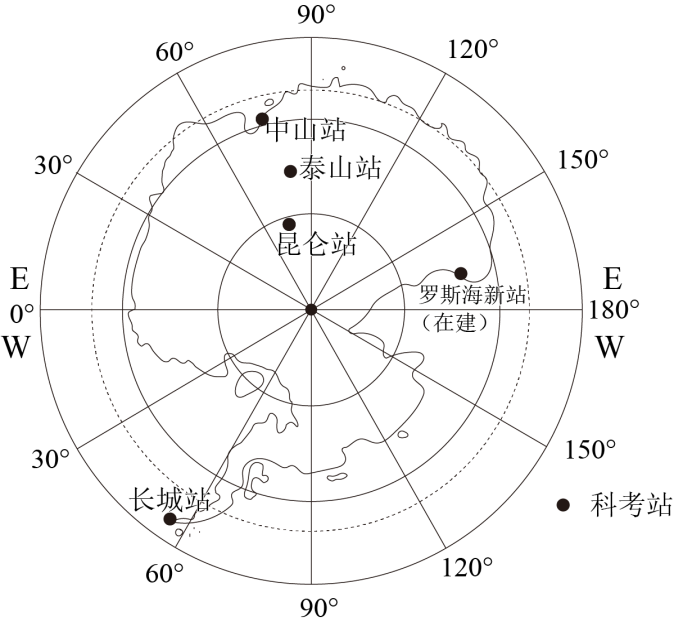 90°
60°
120°
中山站
30°
泰山站
150°
昆仑站
E
E
罗斯海新站
0°
180°
（在建）
W
W
30°
150°
长城站
科考站
60°
120°
90°